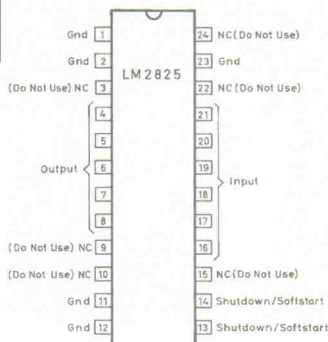 Gnd 1 24 NC(Do Not Use)
Gnd 2 23 Gnd
LM2825
(Do Not Use) NC 3 22 NC(Do Not Use)
4 21
5 20
Output 6 19
Input
7 18
8 17
16
(Do Not Use) NC 9
(Do Not Use) NC 10 15 NC(Do Not Use)
Gnd 11 14 Shutdown/Softstart
Gnd 12 13 Shutdown/Softstart